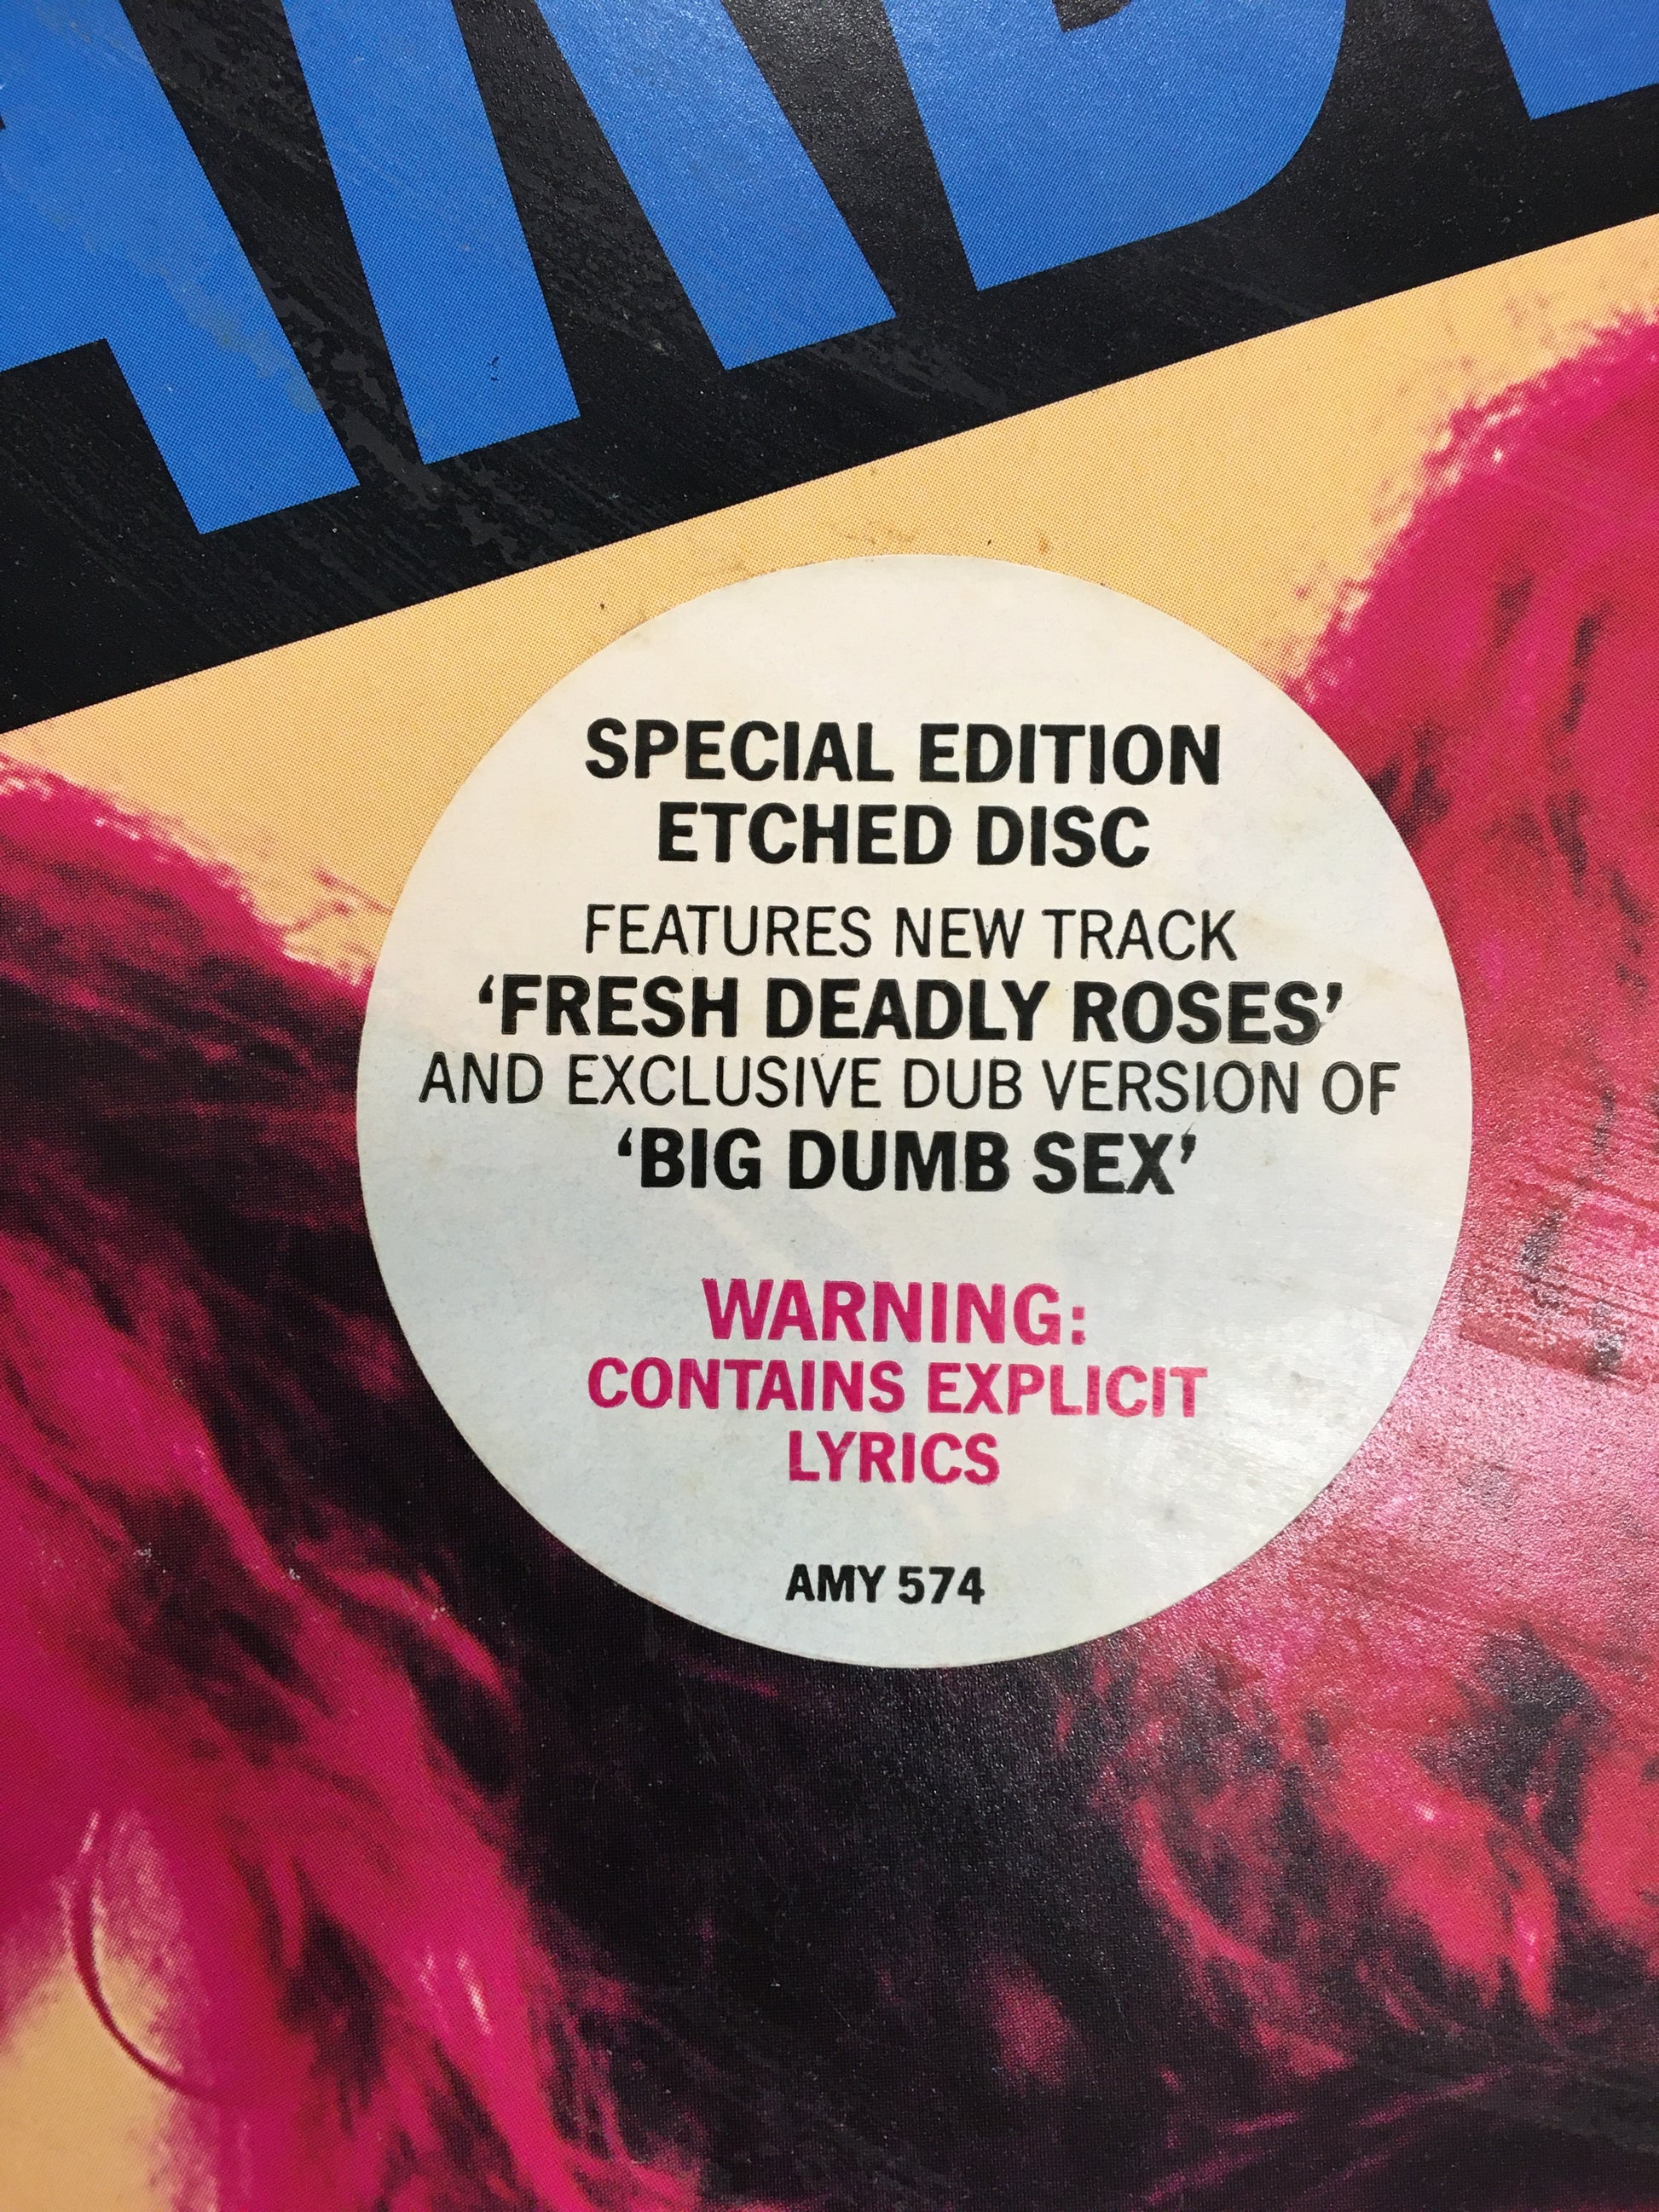 SPECIAL EDITION
ETCHED DISC
FEATURES NEW TRACK
‘FRESH DEADLY ROSES’
AND EXCLUSIVE DUB VERSION OF
‘BIG DUMB SEX’
WARNING:
CONTAINS EXPLICIT
LYRICS
AMY 574